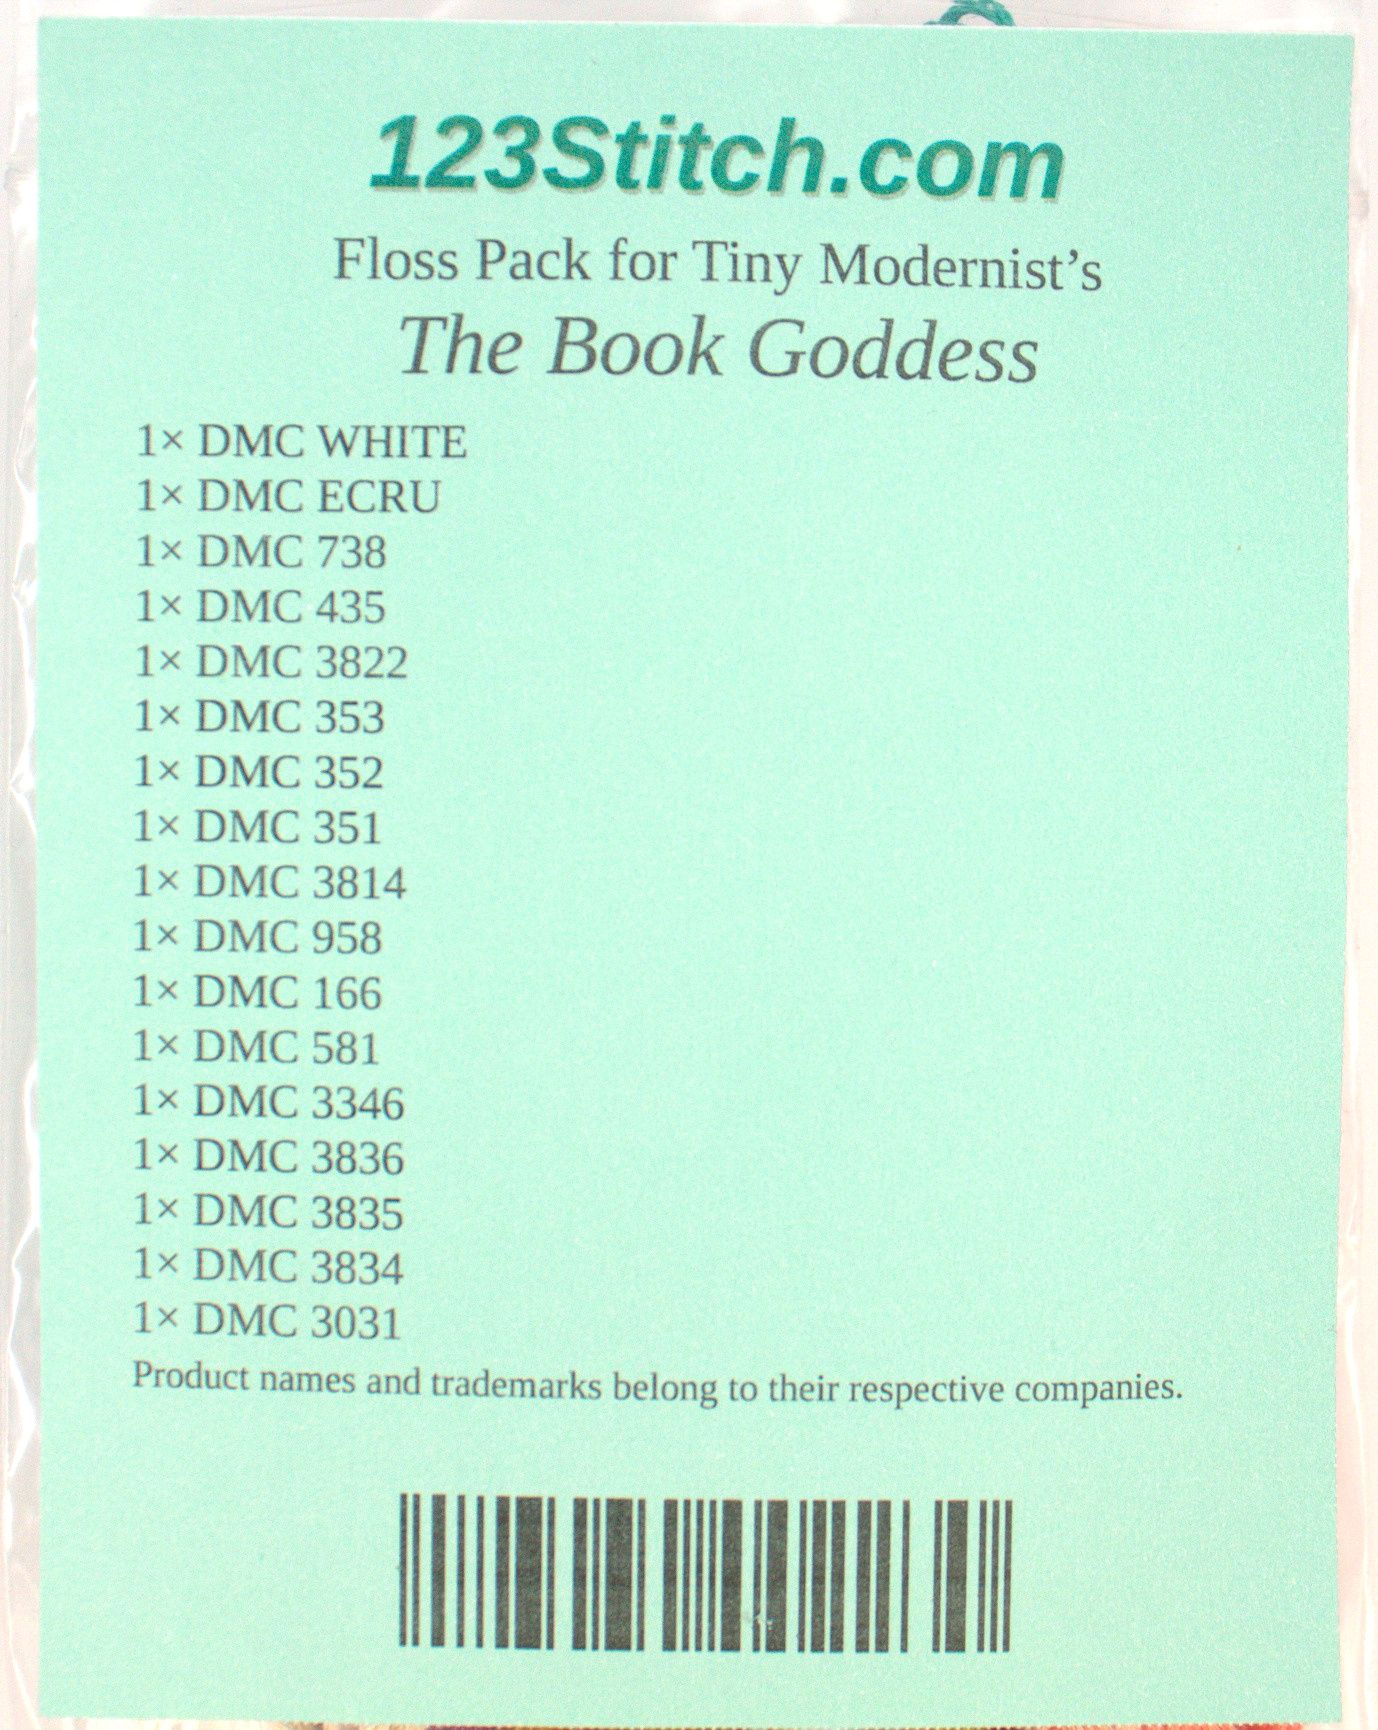 123Stitch.com
Floss Pack for Tiny Modernist’s
The Book Goddess
1× DMC WHITE
1× DMC ECRU
1× DMC 738
1× DMC 435
1× DMC 3822
1× DMC 353
1× DMC 352
1× DMC 351
1× DMC 3814
1× DMC 958
1× DMC 166
1× DMC 581
1× DMC 3346
1× DMC 3836
1× DMC 3835
1× DMC 3834
1× DMC 3031
Product names and trademarks belong to their respective companies.